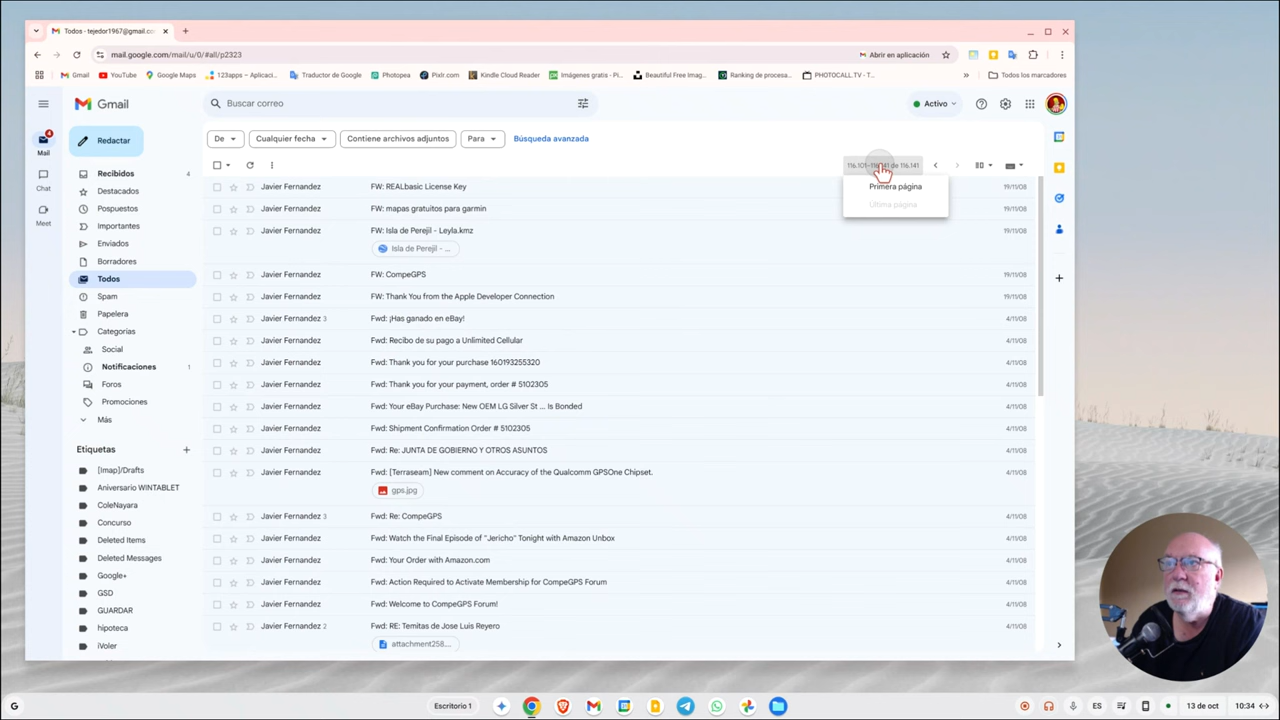 Todos - tejedor1967@gmail.co
mail.google.com/mail/u/0/#all/p2323
Abrir en aplicación
Gmail
YouTube
Google Maps
123apps – Aplicaci...
Traductor de Google
Photopea
Pixlr.com
Kindle Cloud Reader
Imágenes gratis - Pi...
Beautiful Free Imag...
Ranking de procesa...
PHOTOCALL.TV - T...
»
Todos los marcadores
Gmail
Buscar correo
Activo
4
Mail
Chat
Meet
Redactar
Recibidos
Destacados
Pospuestos
Importantes
Enviados
Borradores
Todos
Spam
Papelera
Categorías
Social
Notificaciones 1
Foros
Promociones
Más
Etiquetas
[Imap]/Drafts
Aniversario WINTABLET
ColeNayara
Concurso
Deleted Items
Deleted Messages
Google+
GSD
GUARDAR
hipoteca
iVoler
De
Cualquier fecha
Contiene archivos adjuntos
Para
Búsqueda avanzada
de 116.141
Primera página
Última página
Javier Fernandez FW: REALbasic License Key 19/11/08
Javier Fernandez FW: mapas gratuitos para garmin 19/11/08
Javier Fernandez FW: Isla de Perejil - Leyla.kmz 19/11/08
Isla de Perejil - ...
Javier Fernandez FW: CompeGPS 19/11/08
Javier Fernandez FW: Thank You from the Apple Developer Connection 19/11/08
Javier Fernandez 3 Fwd: ¡Has ganado en eBay! 4/11/08
Javier Fernandez Fwd: Recibo de su pago a Unlimited Cellular 4/11/08
Javier Fernandez Fwd: Thank you for your purchase 160193255320 4/11/08
Javier Fernandez Fwd: Thank you for your payment, order # 5102305 4/11/08
Javier Fernandez Fwd: Your eBay Purchase: New OEM LG Silver St ... Is Bonded 4/11/08
Javier Fernandez Fwd: Shipment Confirmation Order # 5102305 4/11/08
Javier Fernandez Fwd: Re: JUNTA DE GOBIERNO Y OTROS ASUNTOS 4/11/08
Javier Fernandez Fwd: [Terraseam] New comment on Accuracy of the Qualcomm GPSOne Chipset. 4/11/08
gps.jpg
Javier Fernandez 3 Fwd: Re: CompeGPS 4/11/08
Javier Fernandez Fwd: Watch the Final Episode of "Jericho" Tonight with Amazon Unbox 4/11/08
Javier Fernandez Fwd: Your Order with Amazon.com 4/11/08
Javier Fernandez Fwd: Action Required to Activate Membership for CompeGPS Forum 4/11/08
Javier Fernandez Fwd: Welcome to CompeGPS Forum! 4/11/08
Javier Fernandez 2 Fwd: RE: Temitas de Jose Luis Reyero 4/11/08
attachment258....
G
Escritorio 1
ES
13 de oct
10:34